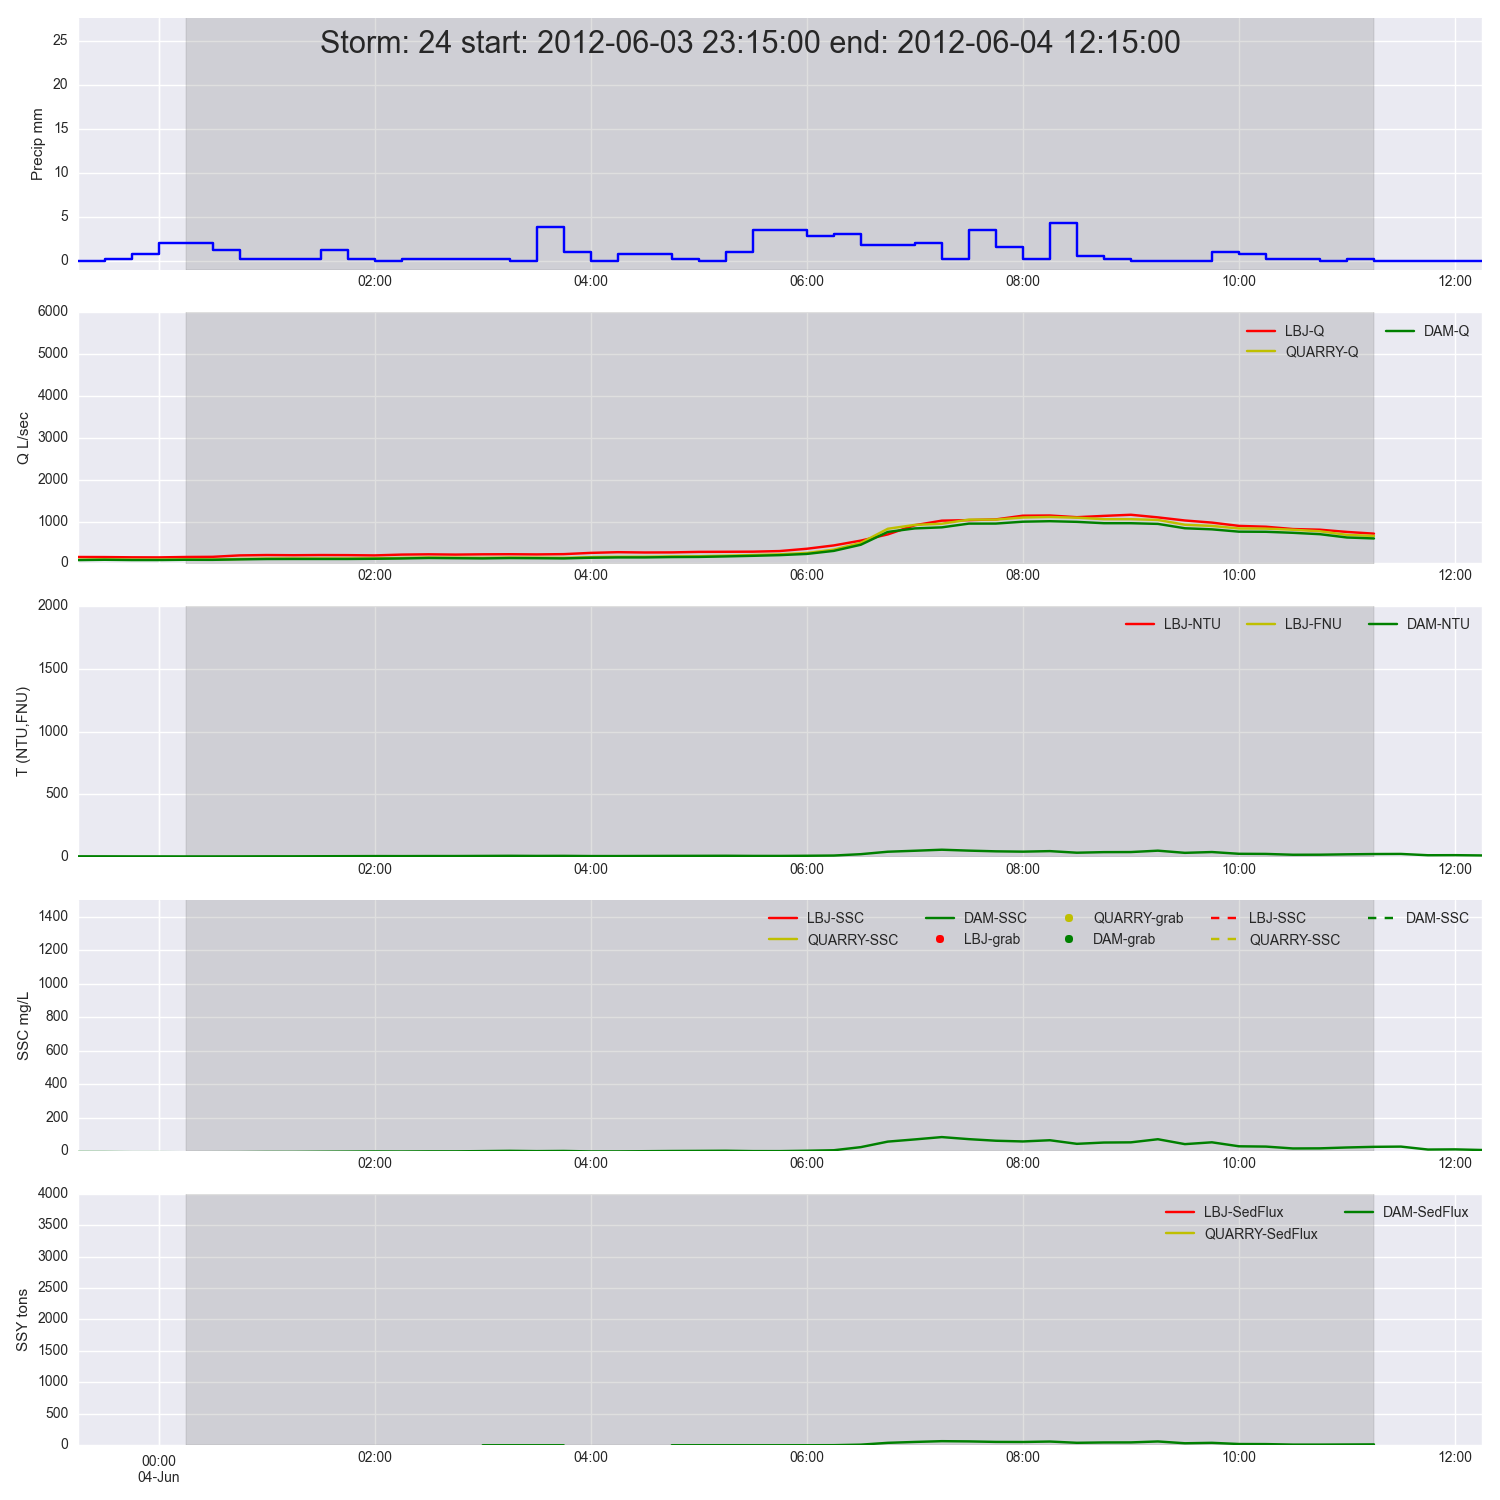 Storm: 24 start: 2012-06-03 23:15:00 end: 2012-06-04 12:15:00
Precip mm
25
20
15
10
5
0
02:00 04:00 06:00 08:00 10:00 12:00
Q L/sec
6000
5000
4000
3000
2000
1000
0
LBJ-Q DAM-Q
QUARRY-Q
02:00 04:00 06:00 08:00 10:00 12:00
T (NTU,FNU)
2000
1500
1000
500
0
LBJ-NTU LBJ-FNU DAM-NTU
02:00 04:00 06:00 08:00 10:00 12:00
SSC mg/L
1400
1200
1000
800
600
400
200
0
LBJ-SSC DAM-SSC QUARRY-grab LBJ-SSC DAM-SSC
QUARRY-SSC LBJ-grab DAM-grab QUARRY-SSC
02:00 04:00 06:00 08:00 10:00 12:00
SSY tons
4000
3500
3000
2500
2000
1500
1000
500
0
LBJ-SedFlux DAM-SedFlux
QUARRY-SedFlux
00:00 02:00 04:00 06:00 08:00 10:00 12:00
04-Jun